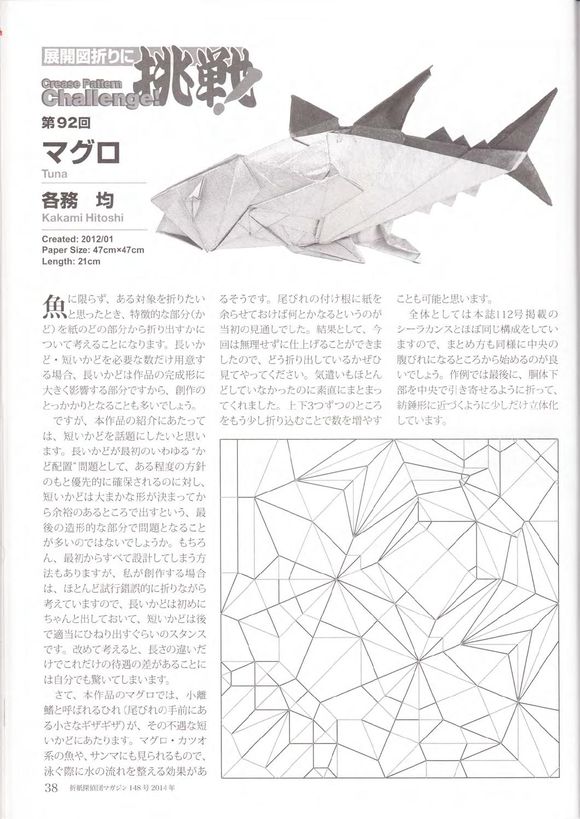 展開図折りに
挑戦!
Crease Pattern
Challenge!
第92回
マグロ
Tuna
各務 均
Kakami Hitoshi
Created: 2012/01
Paper Size: 47cm×47cm
Length: 21cm
魚に限らず、ある対象を折りたい
と思ったとき、特徴的な部分(か
ど)を紙のどの部分から折り出すかに
ついて考えることになります。長いか
ど・短いかどを必要な数だけ用意す
る場合、長いかどは作品の完成形に
大きく影響する部分ですから、創作の
とっかかりとなることも多いでしょう。
ですが、本作品の紹介にあたって
は、短いかどを話題にしたいと思い
ます。長いかどが最初のいわゆる“か
ど配置”問題として、ある程度の方針
のもと優先的に確保されるのに対し、
短いかどは大まかな形が決まってか
ら余裕のあるところで出すという、最
後の造形的な部分で問題となること
が多いのではないでしょうか。もちろ
ん、最初からすべて設計してしまう方
法もありますが、私が創作する場合
は、ほとんど試行錯誤的に折りながら
考えていますので、長いかどは初めに
ちゃんと出しておいて、短いかどは後
で適当にひねり出すぐらいのスタンス
です。改めて考えると、長さの違いだ
けでこれだけの待遇の差があることに
は自分でも驚いてしまいます。
さて、本作品のマグロでは、小離
鰭と呼ばれるひれ(尾びれの手前にあ
る小さなギザギザ)が、その不遇な短
いかどにあたります。マグロ・カツオ
系の魚や、サンマにも見られるもので、
泳ぐ際に水の流れを整える効果があ
るそうです。尾びれの付け根に紙を
余らせておけば何とかなるというのが
当初の見通しでした。結果として、今
回は無理せずに仕上げることができま
したので、どう折り出しているかぜひ
見てやってください。気遣いもほとん
どしていなかったのに素直にまとまっ
てくれました。上下3つずつのところ
をもう少し折り込むことで数を増やす
ことも可能と思います。
全体としては本誌112号掲載の
シーラカンスとほぼ同じ構成をしてい
ますので、まとめ方も同様に中央の
腹びれになるところから始めるのが良
いでしょう。作例では最後に、胴体下
部を中央で引き寄せるように折って、
紡錘形に近づくように少しだけ立体化
しています。
38 折紙探偵団マガジン 148号 2014年